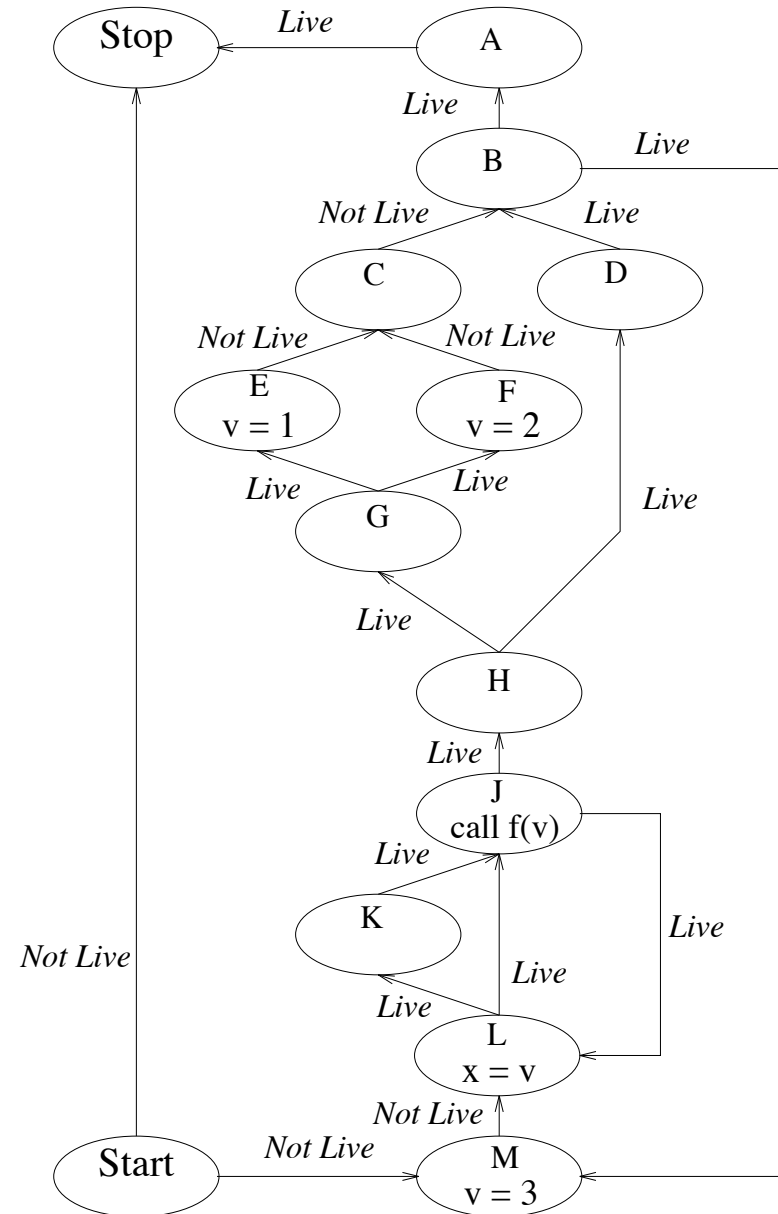 Stop
Live
A
Live
B
Live
Not Live
Live
C
D
Not Live
Not Live
E
v = 1
F
v = 2
Live
Live
G
Live
Live
H
Live
J
call f(v)
Live
K
Live
Not Live
Live
Live
L
x = v
Not Live
Start
Not Live
M
v = 3